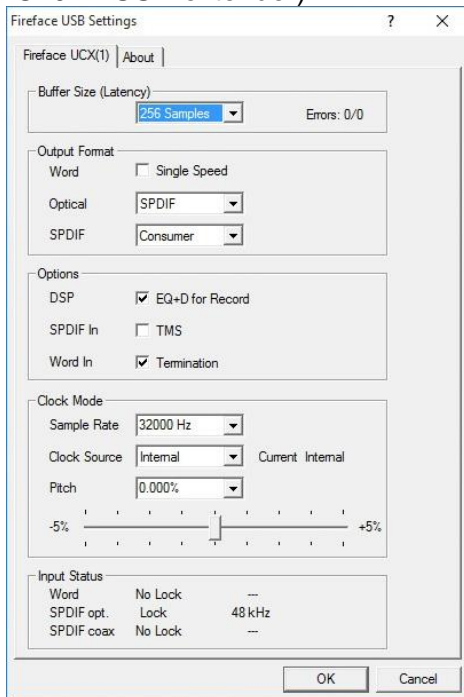 Fireface USB Settings ? ×
Fireface UCX(1) About
Buffer Size (Latency)
256 Samples Errors: 0/0
Output Format
Word Single Speed
Optical SPDIF
SPDIF Consumer
Options
DSP EQ+D for Record
SPDIF In TMS
Word In Termination
Clock Mode
Sample Rate 32000 Hz
Clock Source Internal Current Internal
Pitch 0.000%
-5% +5%
Input Status
Word No Lock ---
SPDIF opt. Lock 48 kHz
SPDIF coax No Lock ---
OK Cancel